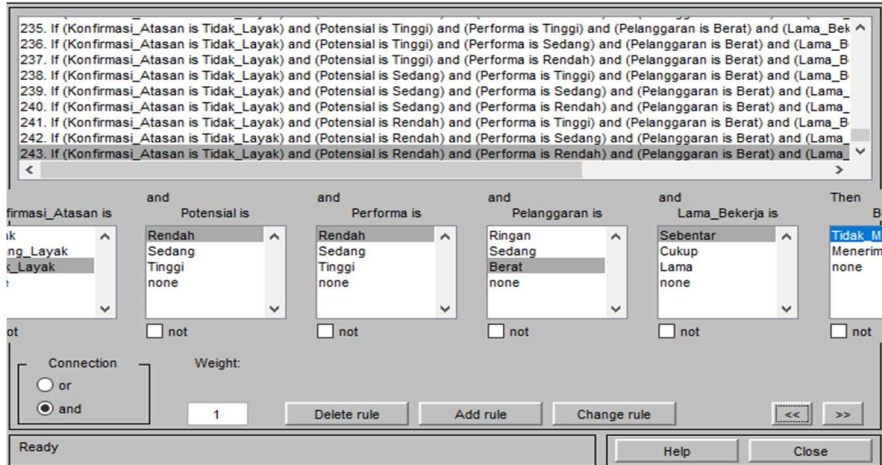 235. If (Konfirmasi_Atasan is Tidak_Layak) and (Potensial is Tinggi) and (Performa is Tinggi) and (Pelanggaran is Berat) and (Lama_Bek
236. If (Konfirmasi_Atasan is Tidak_Layak) and (Potensial is Tinggi) and (Performa is Sedang) and (Pelanggaran is Berat) and (Lama_B
237. If (Konfirmasi_Atasan is Tidak_Layak) and (Potensial is Tinggi) and (Performa is Rendah) and (Pelanggaran is Berat) and (Lama_B
238. If (Konfirmasi_Atasan is Tidak_Layak) and (Potensial is Sedang) and (Performa is Tinggi) and (Pelanggaran is Berat) and (Lama_B
239. If (Konfirmasi_Atasan is Tidak_Layak) and (Potensial is Sedang) and (Performa is Sedang) and (Pelanggaran is Berat) and (Lama_
240. If (Konfirmasi_Atasan is Tidak_Layak) and (Potensial is Sedang) and (Performa is Rendah) and (Pelanggaran is Berat) and (Lama_
241. If (Konfirmasi_Atasan is Tidak_Layak) and (Potensial is Rendah) and (Performa is Tinggi) and (Pelanggaran is Berat) and (Lama_B
242. If (Konfirmasi_Atasan is Tidak_Layak) and (Potensial is Rendah) and (Performa is Sedang) and (Pelanggaran is Berat) and (Lama_
243. If (Konfirmasi_Atasan is Tidak_Layak) and (Potensial is Rendah) and (Performa is Rendah) and (Pelanggaran is Berat) and (Lama_
and and and and Then
firmasi_Atasan is Potensial is Performa is Pelanggaran is Lama_Bekerja is B
ak Rendah Rendah Ringan Sebentar Tidak_M
ng_Layak Sedang Sedang Sedang Cukup Menerim
k_Layak Tinggi Tinggi Berat Lama none
none none none none
ot not not not not not
Connection Weight:
or
and 1 Delete rule Add rule Change rule << >>
Ready Help Close